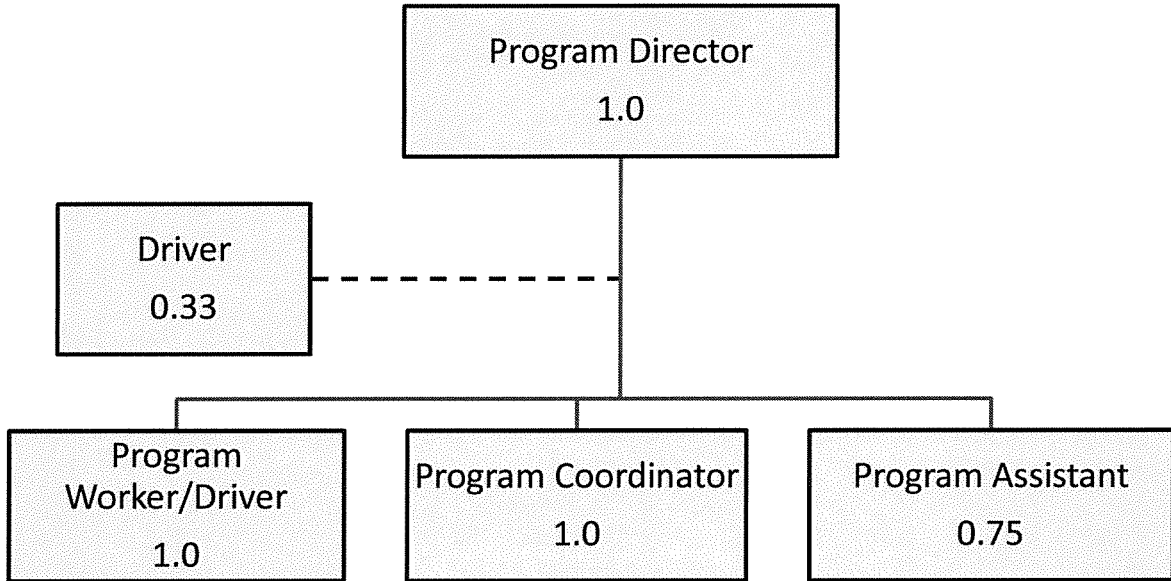 Program Director
1.0
Driver
0.33
Program
Worker/Driver
1.0
Program Coordinator
1.0
Program Assistant
0.75